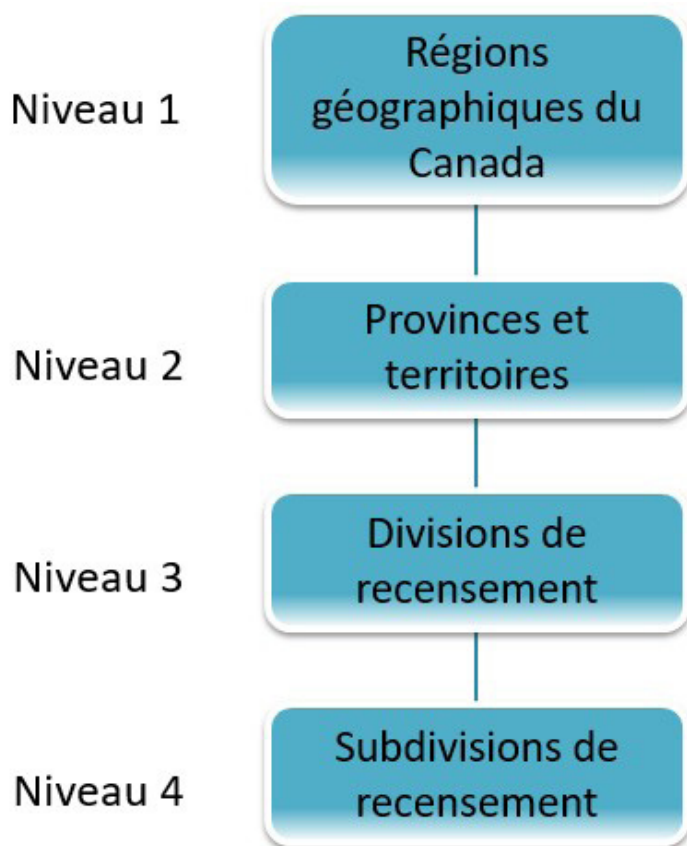 Niveau 1
Régions
géographiques du
Canada
Niveau 2
Provinces et
territoires
Niveau 3
Divisions de
recensement
Niveau 4
Subdivisions de
recensement